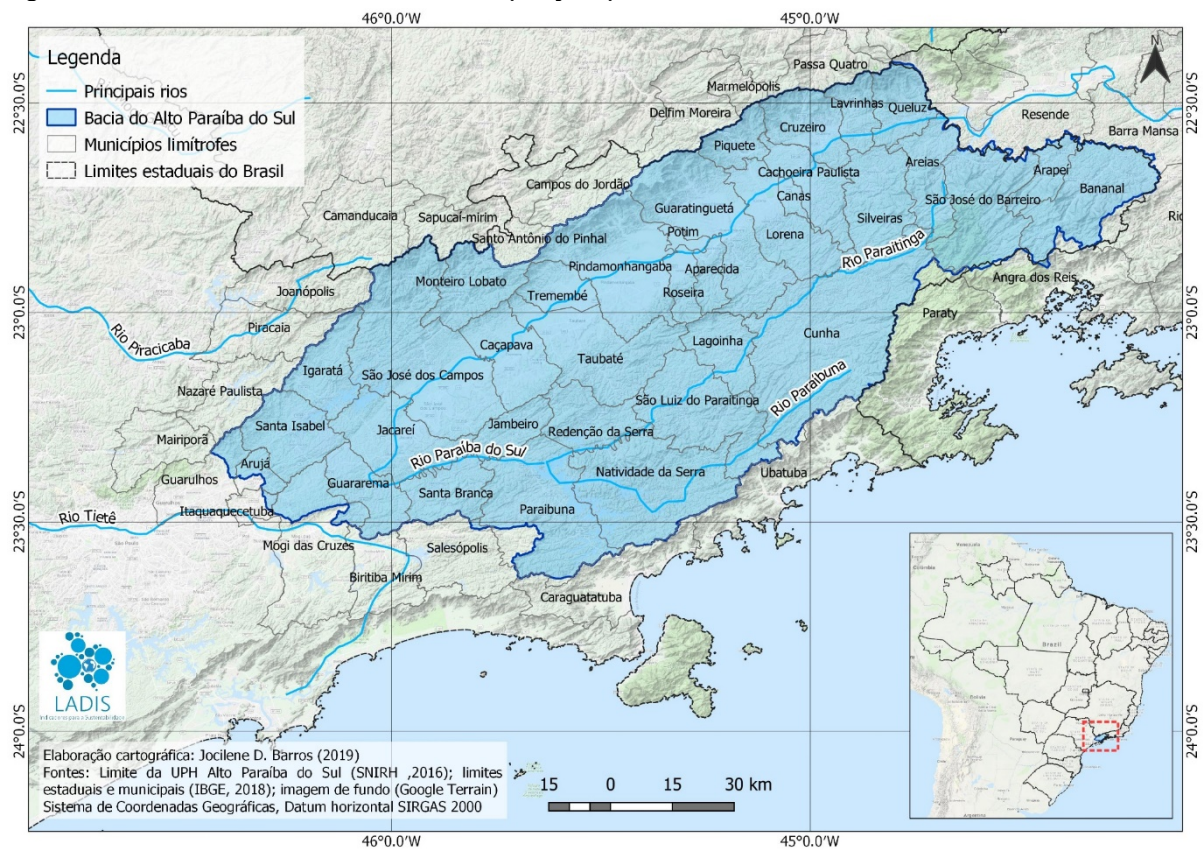 46°0.0'W
45°0.0'W
Legenda
Principais rios
Bacia do Alto Paraíba do Sul
Municípios limítrofes
Limites estaduais do Brasil
N
22°30.0'S
22°30.0'S
23°0.0'S
23°0.0'S
23°30.0'S
23°30.0'S
24°0.0'S
24°0.0'S
Passa Quatro
Marmelópolis
Delfim Moreira
Lavrinhas
Queluz
Resende
Barra Mansa
Cruzeiro
Piquete
Areias
Arapeí
Bananal
Cachoeira Paulista
Canas
São José do Barreiro
Campos do Jordão
Guaratinguetá
Potim
Lorena
Silveiras
Camanducaia
Sapucaí-mirim
Santo Antônio do Pinhal
Rio Paraitinga
Monteiro Lobato
Pindamonhangaba
Aparecida
Roseira
Tremembé
Angra dos Reis
Joanópolis
Piracaia
Rio Piracicaba
Paraty
Cunha
Lagoinha
Caçapava
Taubaté
Igaratá
São José dos Campos
Nazaré Paulista
Rio Paraibuna
São Luiz do Paraitinga
Santa Isabel
Jacareí
Jambeiro
Redenção da Serra
Mairiporã
Rio Paraíba do Sul
Arujá
Guarulhos
Guararema
Natividade da Serra
Ubatuba
Santa Branca
Paraibuna
Rio Tietê
Itaquaquecetuba
Mogi das Cruzes
Salesópolis
Biritiba Mirim
Caraguatatuba
LADIS
Indicadores para a Sustentabilidade
Elaboração cartográfica: Jocilene D. Barros (2019)
Fontes: Limite da UPH Alto Paraíba do Sul (SNIRH ,2016); limites
estaduais e municipais (IBGE, 2018); imagem de fundo (Google Terrain)
Sistema de Coordenadas Geográficas, Datum horizontal SIRGAS 2000
15 0 15 30 km
Brasil
46°0.0'W
45°0.0'W